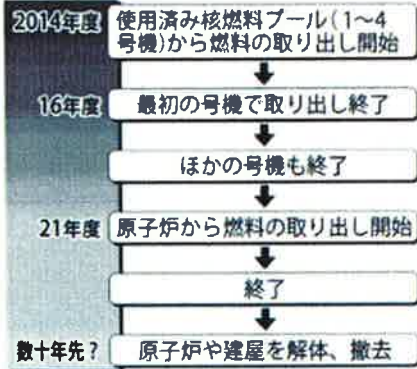 2014年度 使用済み核燃料プール(1〜4
号機)から燃料の取り出し開始
16年度 最初の号機で取り出し終了
ほかの号機も終了
21年度 原子炉から燃料の取り出し開始
終了
数十年先? 原子炉や建屋を解体、撤去